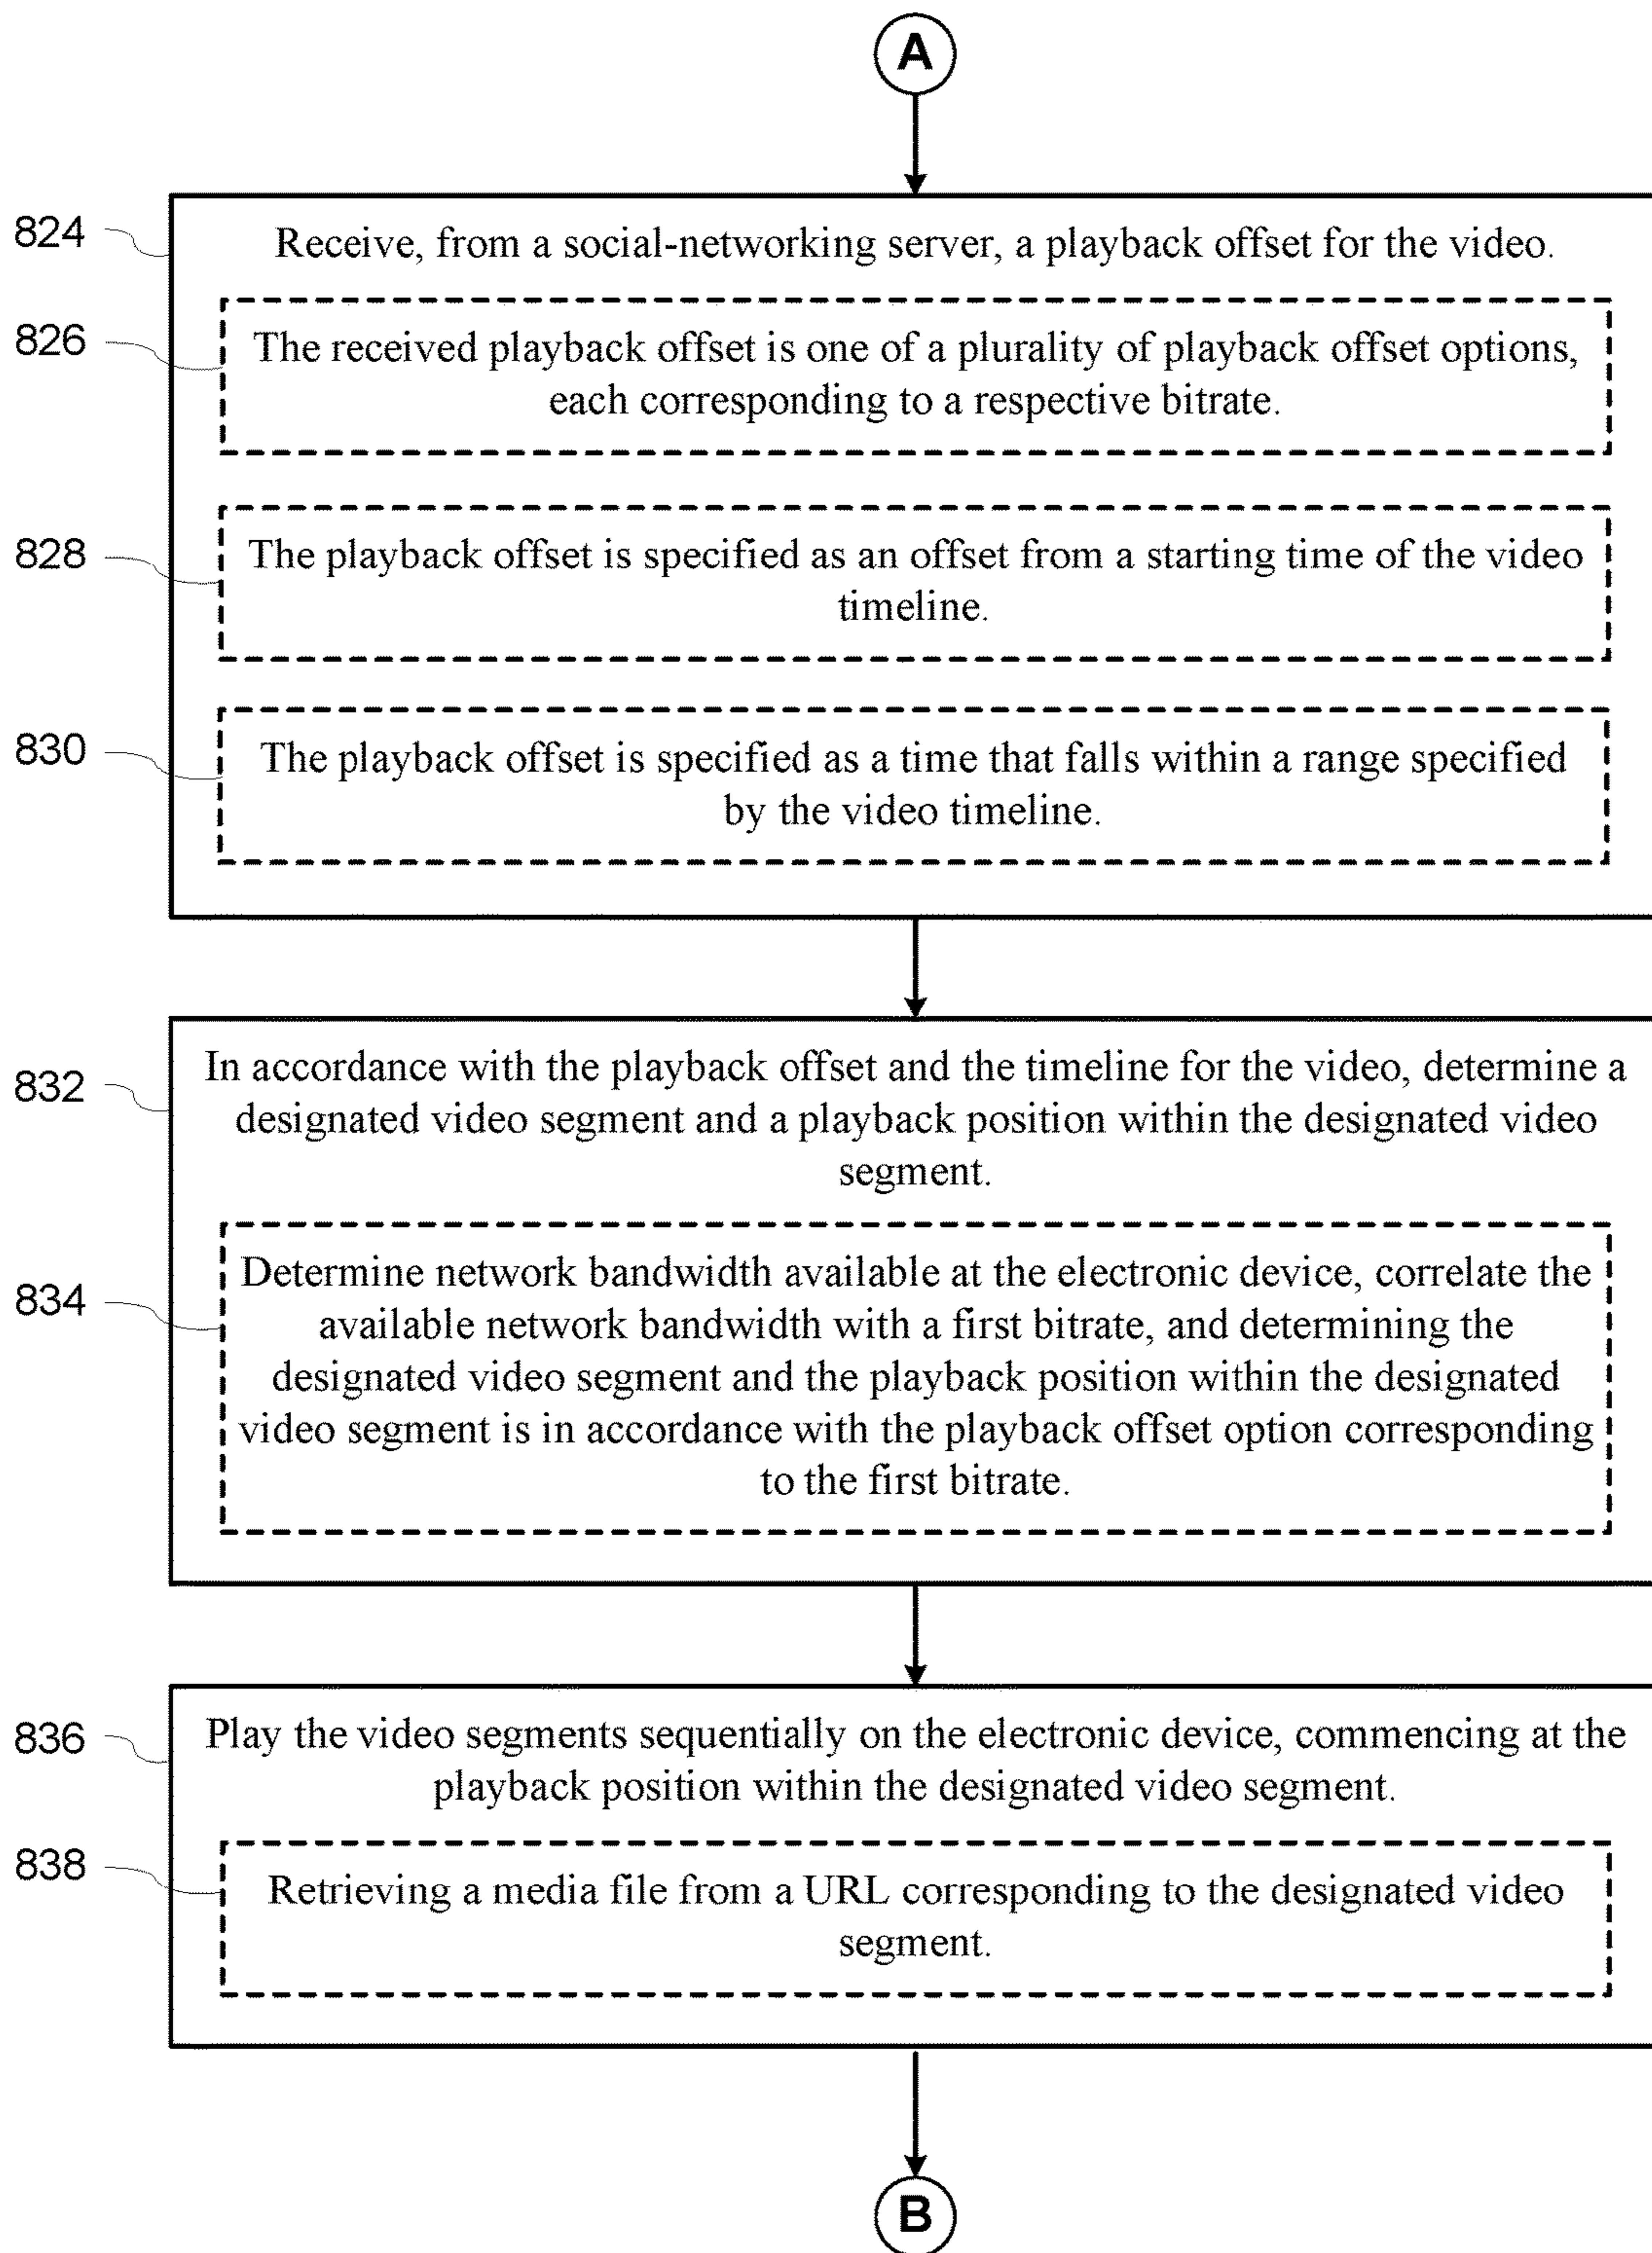 A
824
Receive, from a social-networking server, a playback offset for the video.
826
The received playback offset is one of a plurality of playback offset options,
each corresponding to a respective bitrate.
828
The playback offset is specified as an offset from a starting time of the video
timeline.
830
The playback offset is specified as a time that falls within a range specified
by the video timeline.
832
In accordance with the playback offset and the timeline for the video, determine a
designated video segment and a playback position within the designated video
segment.
834
Determine network bandwidth available at the electronic device, correlate the
available network bandwidth with a first bitrate, and determining the
designated video segment and the playback position within the designated
video segment is in accordance with the playback offset option corresponding
to the first bitrate.
836
Play the video segments sequentially on the electronic device, commencing at the
playback position within the designated video segment.
838
Retrieving a media file from a URL corresponding to the designated video
segment.
B